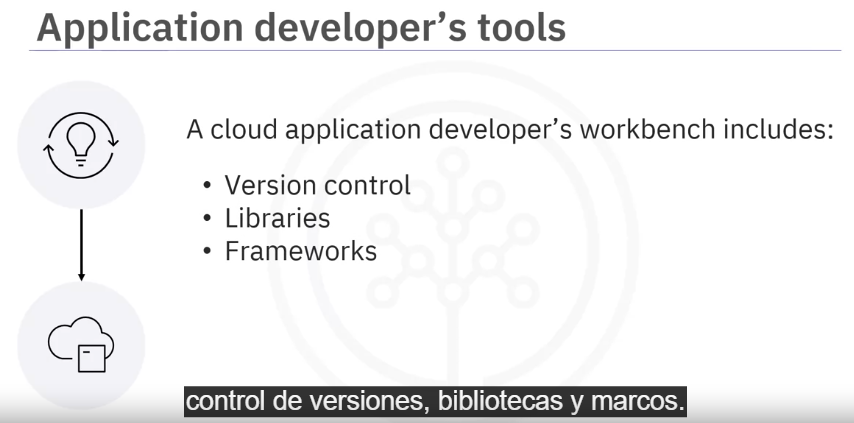 Application developer's tools
A cloud application developer's workbench includes:
• Version control
• Libraries
• Frameworks
control de versiones, bibliotecas y marcos.